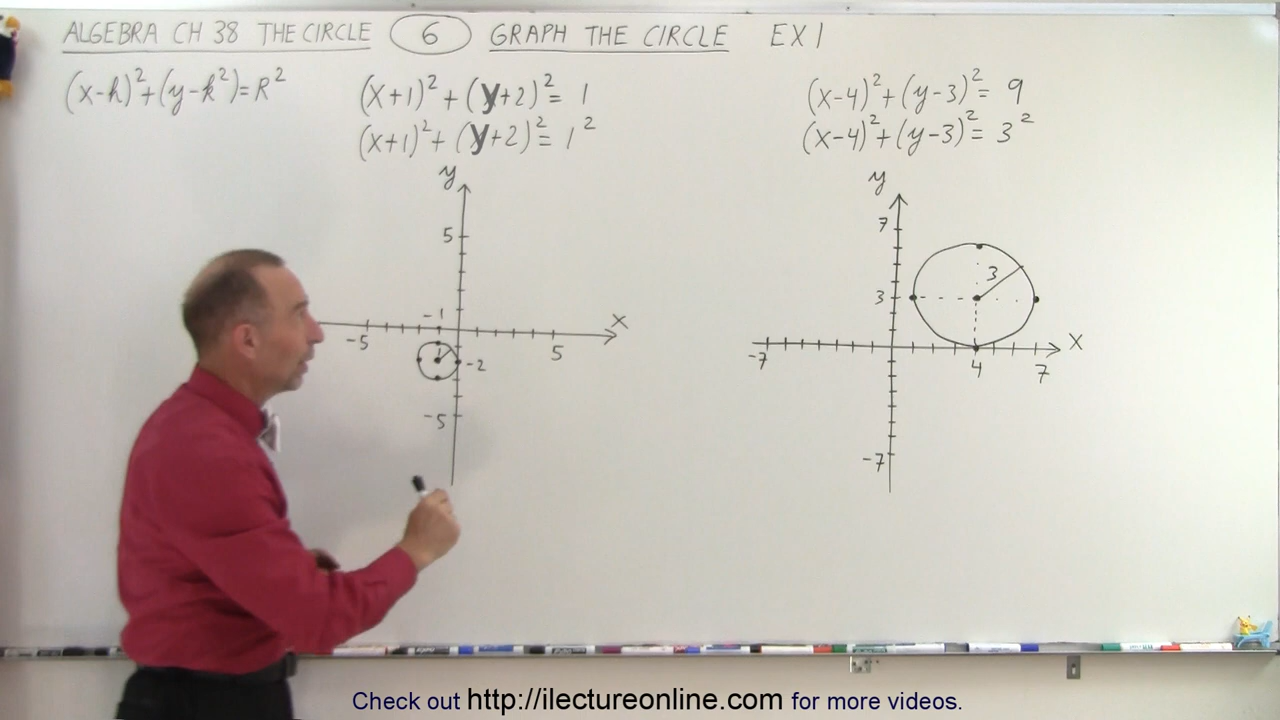 ALGEBRA CH 38 THE CIRCLE 6 GRAPH THE CIRCLE EX 1
(x-h)²+(y-k²)=R²
(x+1)²+(y+2)²= 1
(x+1)²+(y+2)²= 1²
y
5
-1
x
-5
5
-2
-5
(x-4)²+(y-3)²= 9
(x-4)²+(y-3)²= 3²
y
7
3
3
x
-7
4
7
-7
Check out http://ilectureonline.com for more videos.